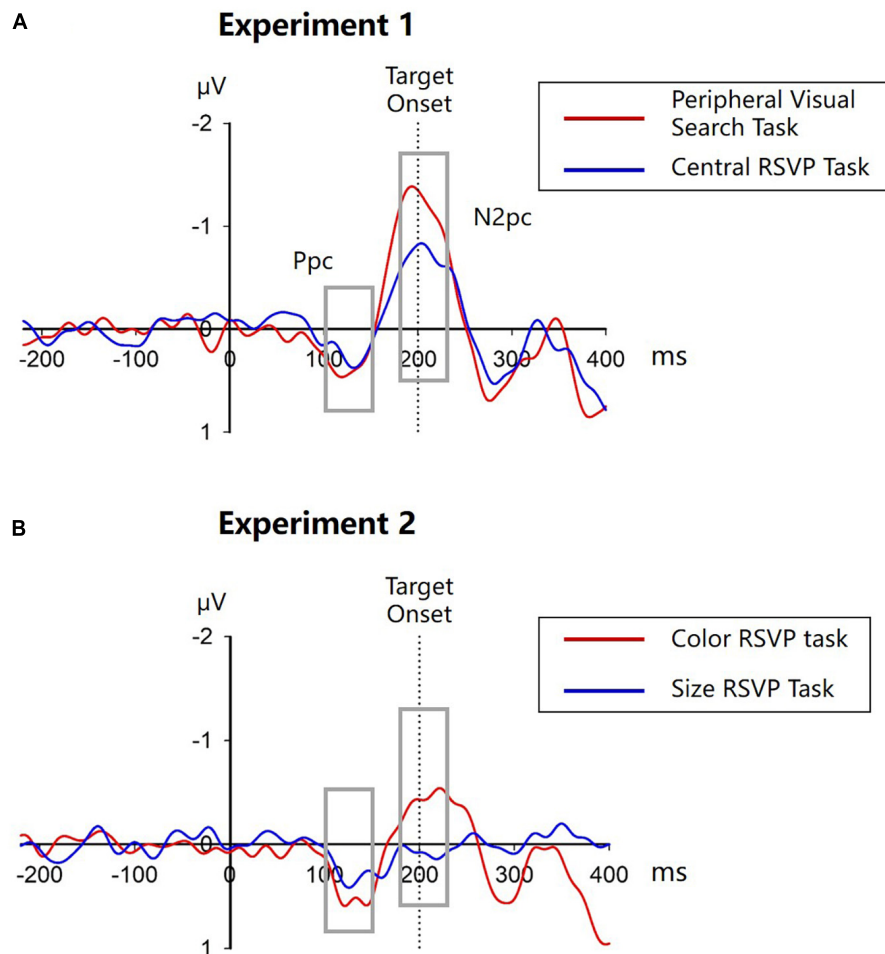 A
Experiment 1
µV
Target
Onset
Peripheral Visual
Search Task
Central RSVP Task
-2
-1
N2pc
Ppc
0
-200
-100
0
100
200
300
400
ms
1
B
Experiment 2
µV
Target
Onset
Color RSVP task
Size RSVP Task
-2
-1
0
-200
-100
0
100
200
300
400
ms
1